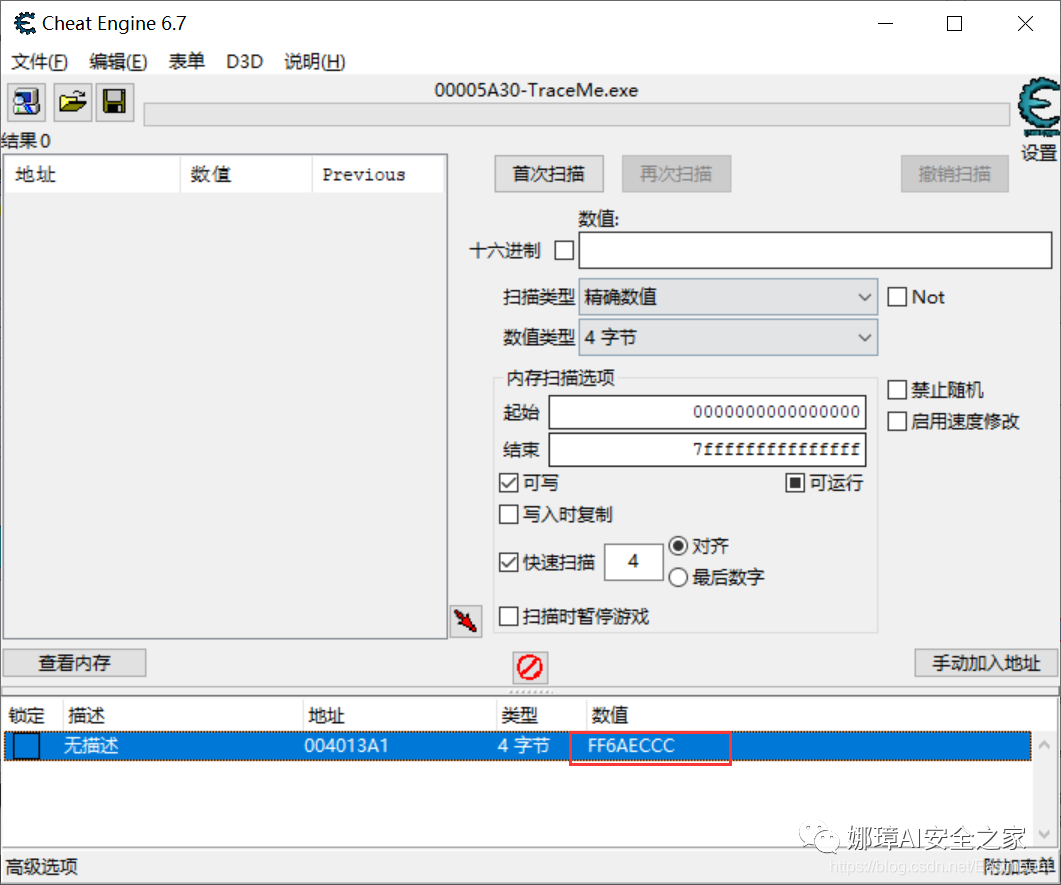 Cheat Engine 6.7
文件(F) 编辑(E) 表单 D3D 说明(H)
00005A30-TraceMe.exe
设置
结果0
地址 数值 Previous
首次扫描 再次扫描 撤销扫描
数值:
十六进制
扫描类型 精确数值 Not
数值类型 4 字节
内存扫描选项
起始 0000000000000000
结束 7fffffffffffffff
可写 可运行
写入时复制
快速扫描 4 对齐
最后数字
扫描时暂停游戏
禁止随机
启用速度修改
查看内存 手动加入地址
锁定 描述 地址 类型 数值
无描述 004013A1 4 字节 FF6AECCC
娜璋AI安全之家
https://blog.csdn.net/
高级选项 附加表单